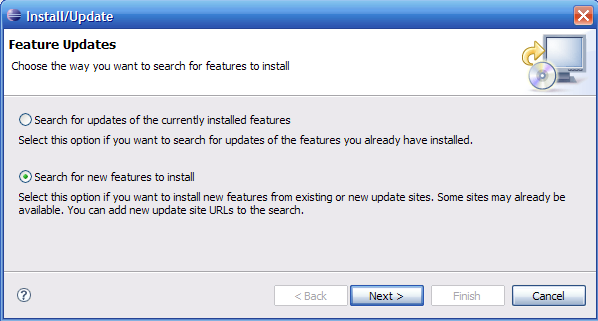 Install/Update
Feature Updates
Choose the way you want to search for features to install
Search for updates of the currently installed features
Select this option if you want to search for updates of the features you already have installed.
Search for new features to install
Select this option if you want to install new features from existing or new update sites. Some sites may already be
available. You can add new update site URLs to the search.
?
< Back
Next >
Finish
Cancel